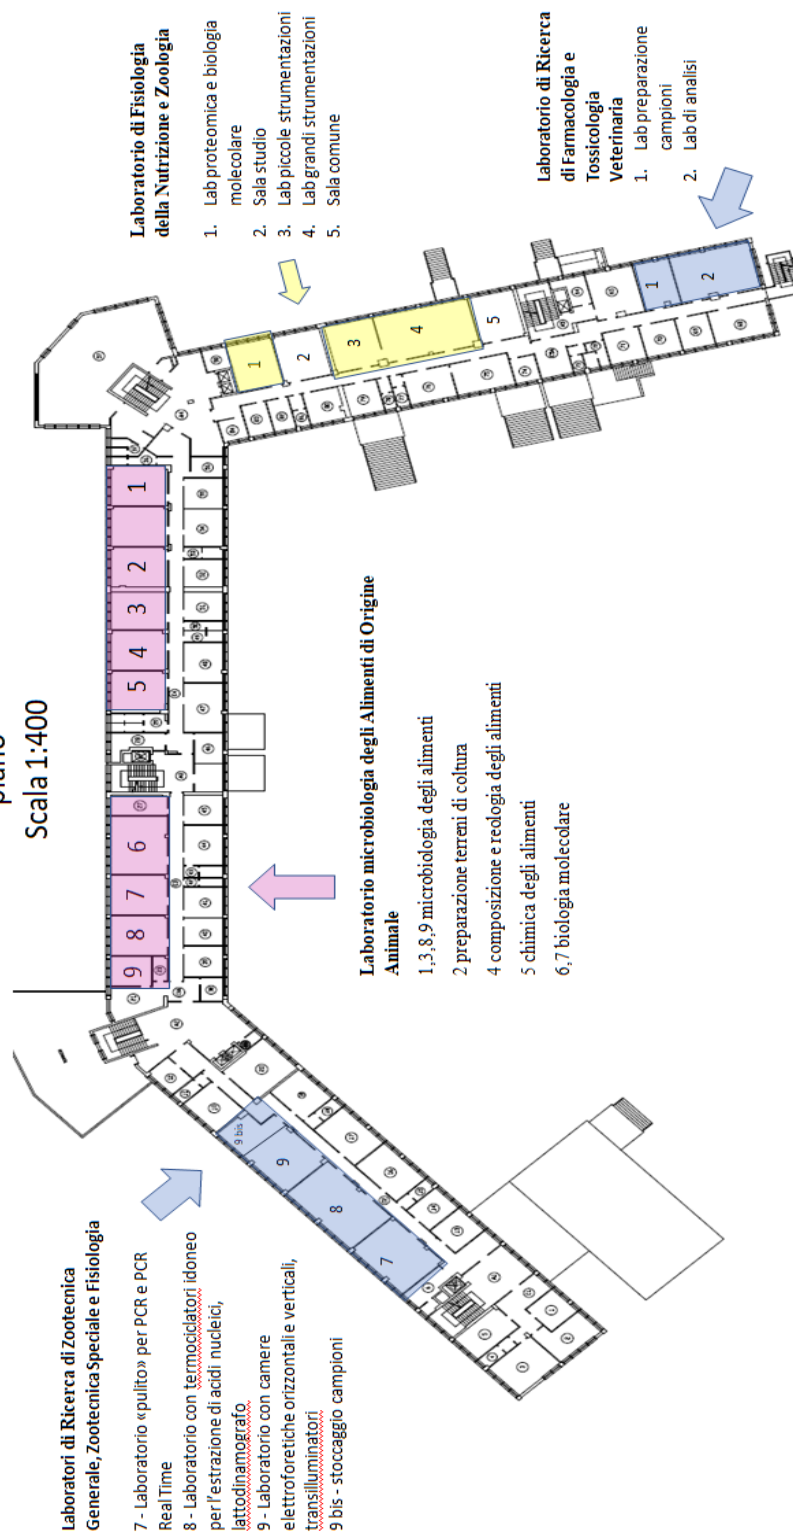 piano
Scala 1:400
Laboratori di Ricerca di Zootecnica
Generale, Zootecnica Speciale e Fisiologia
7 - Laboratorio «pulito» per PCR e PCR
Real Time
8 - Laboratorio con termociclatori idoneo
per l'estrazione di acidi nucleici,
lattodinamografo
9 - Laboratorio con camere
elettroforetiche orizzontali e verticali,
transilluminatori
9 bis - stoccaggio campioni
7
8
9
9 bis
Laboratorio microbiologia degli Alimenti di Origine
Animale
1,3,8,9 microbiologia degli alimenti
2 preparazione terreni di coltura
4 composizione e reologia degli alimenti
5 chimica degli alimenti
6,7 biologia molecolare
9
8
7
6
5
4
3
2
1
Laboratorio di Fisiologia
della Nutrizione e Zoologia
1. Lab proteomica e biologia
molecolare
2. Sala studio
3. Lab piccole strumentazioni
4. Lab grandi strumentazioni
5. Sala comune
1
2
3
4
5
Laboratorio di Ricerca
di Farmacologia e
Tossicologia
Veterinaria
1. Lab preparazione
campioni
2. Lab di analisi
1
2